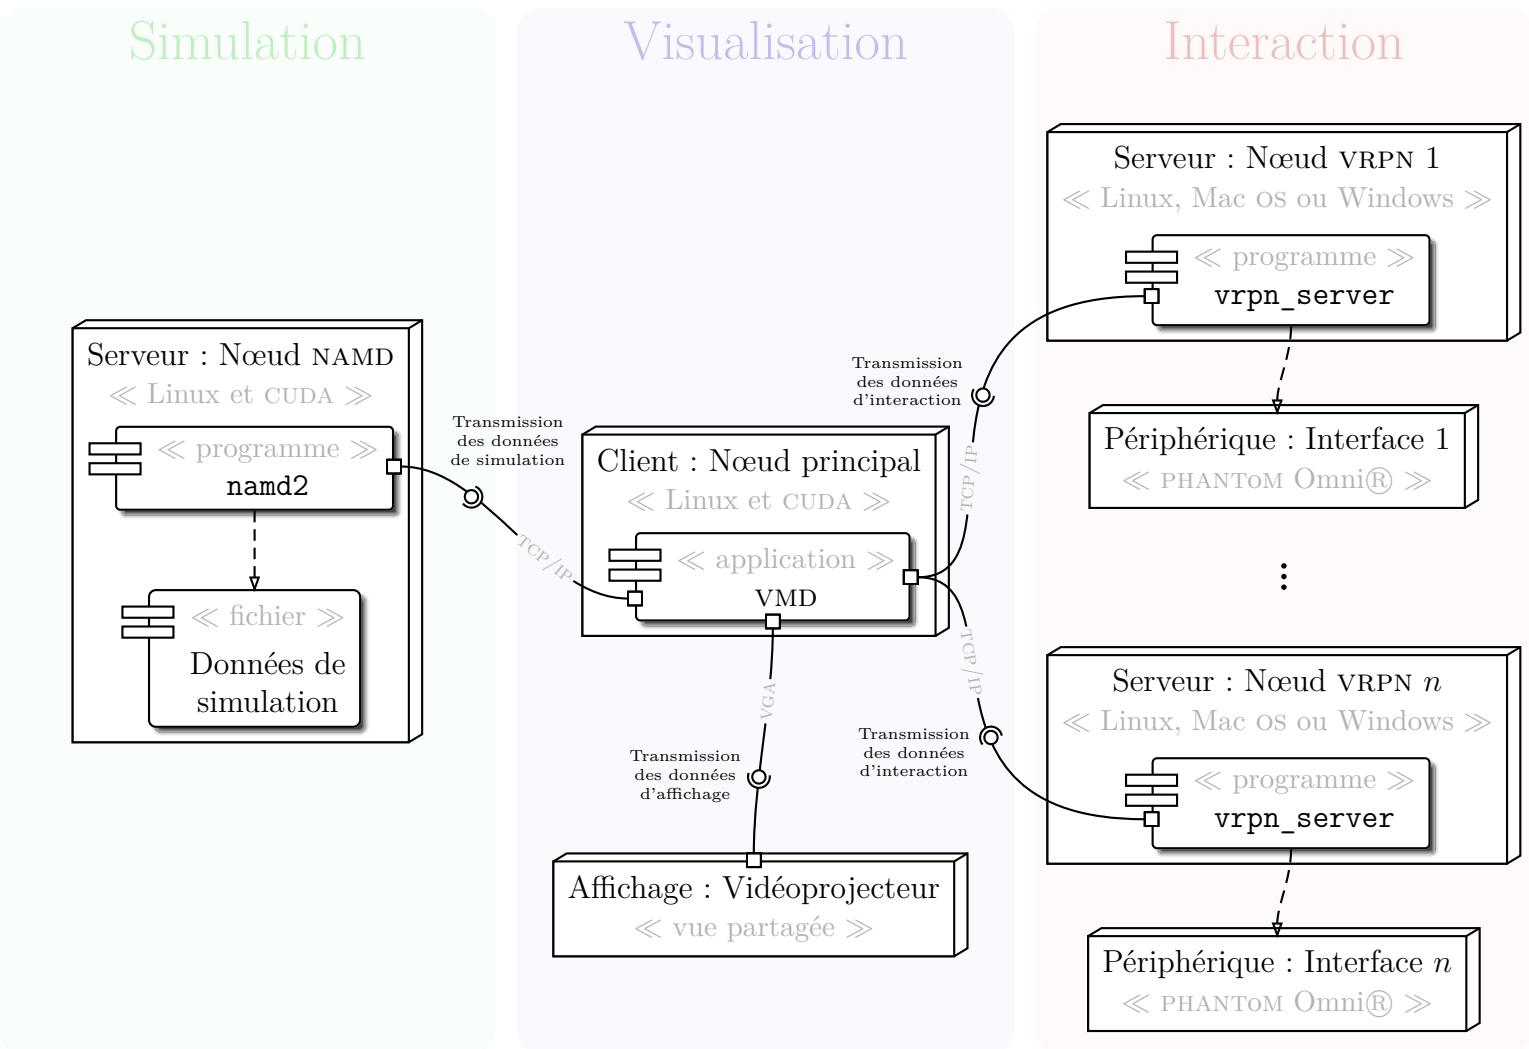 Simulation
Visualisation
Interaction
Serveur : Nœud NAMD
≪ Linux et CUDA ≫
≪ programme ≫
namd2
≪ fichier ≫
Données de
simulation
Transmission
des données
de simulation
TCP/IP
Client : Nœud principal
≪ Linux et CUDA ≫
≪ application ≫
VMD
VGA
Transmission
des données
d'affichage
Affichage : Vidéoprojecteur
≪ vue partagée ≫
Transmission
des données
d'interaction
TCP/IP
TCP/IP
Transmission
des données
d'interaction
Serveur : Nœud VRPN 1
≪ Linux, Mac OS ou Windows ≫
≪ programme ≫
vrpn_server
Périphérique : Interface 1
≪ PHANToM Omni® ≫
⋮
Serveur : Nœud VRPN n
≪ Linux, Mac OS ou Windows ≫
≪ programme ≫
vrpn_server
Périphérique : Interface n
≪ PHANToM Omni® ≫